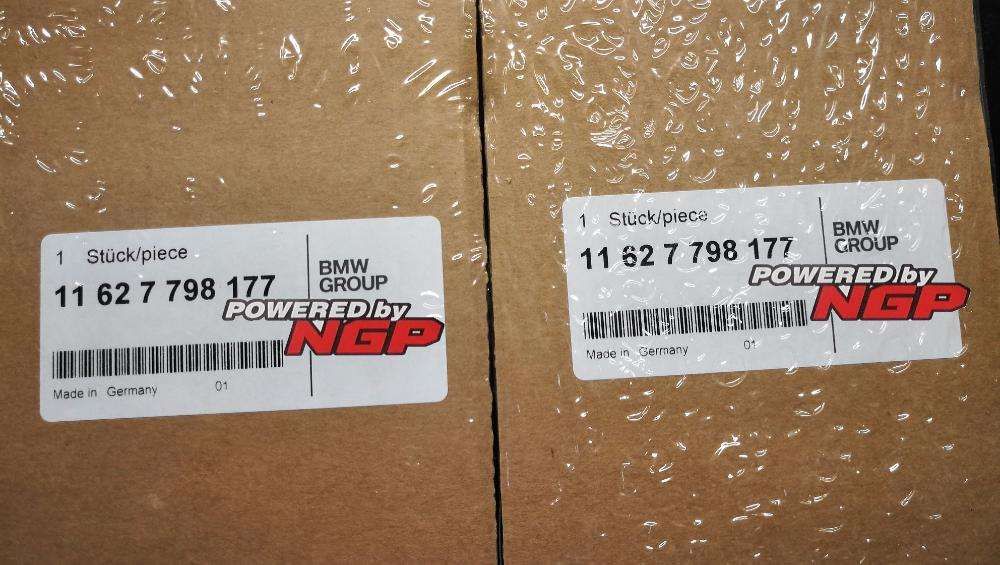 1 Stück/piece
11 62 7 798 177
BMW
GROUP
POWERED by
NGP
Made in Germany 01
1 Stück/piece
11 62 7 798 177
BMW
GROUP
POWERED by
NGP
Made in Germany 01